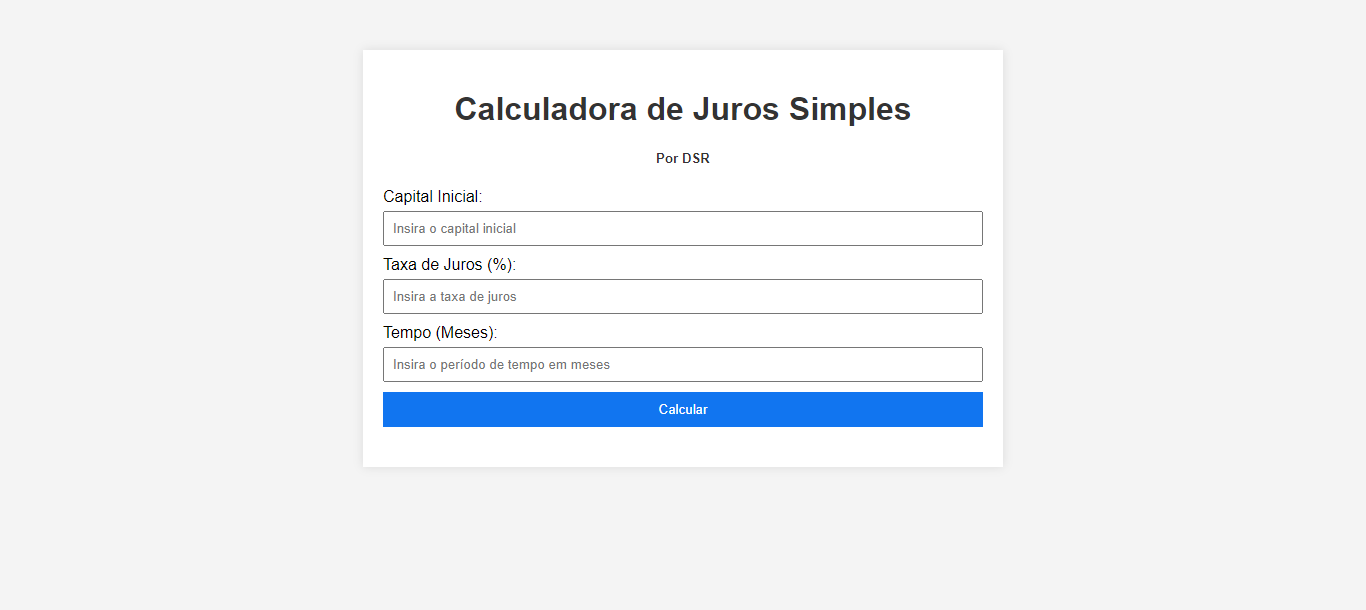 Calculadora de Juros Simples
Por DSR
Capital Inicial:
Insira o capital inicial
Taxa de Juros (%):
Insira a taxa de juros
Tempo (Meses):
Insira o período de tempo em meses
Calcular